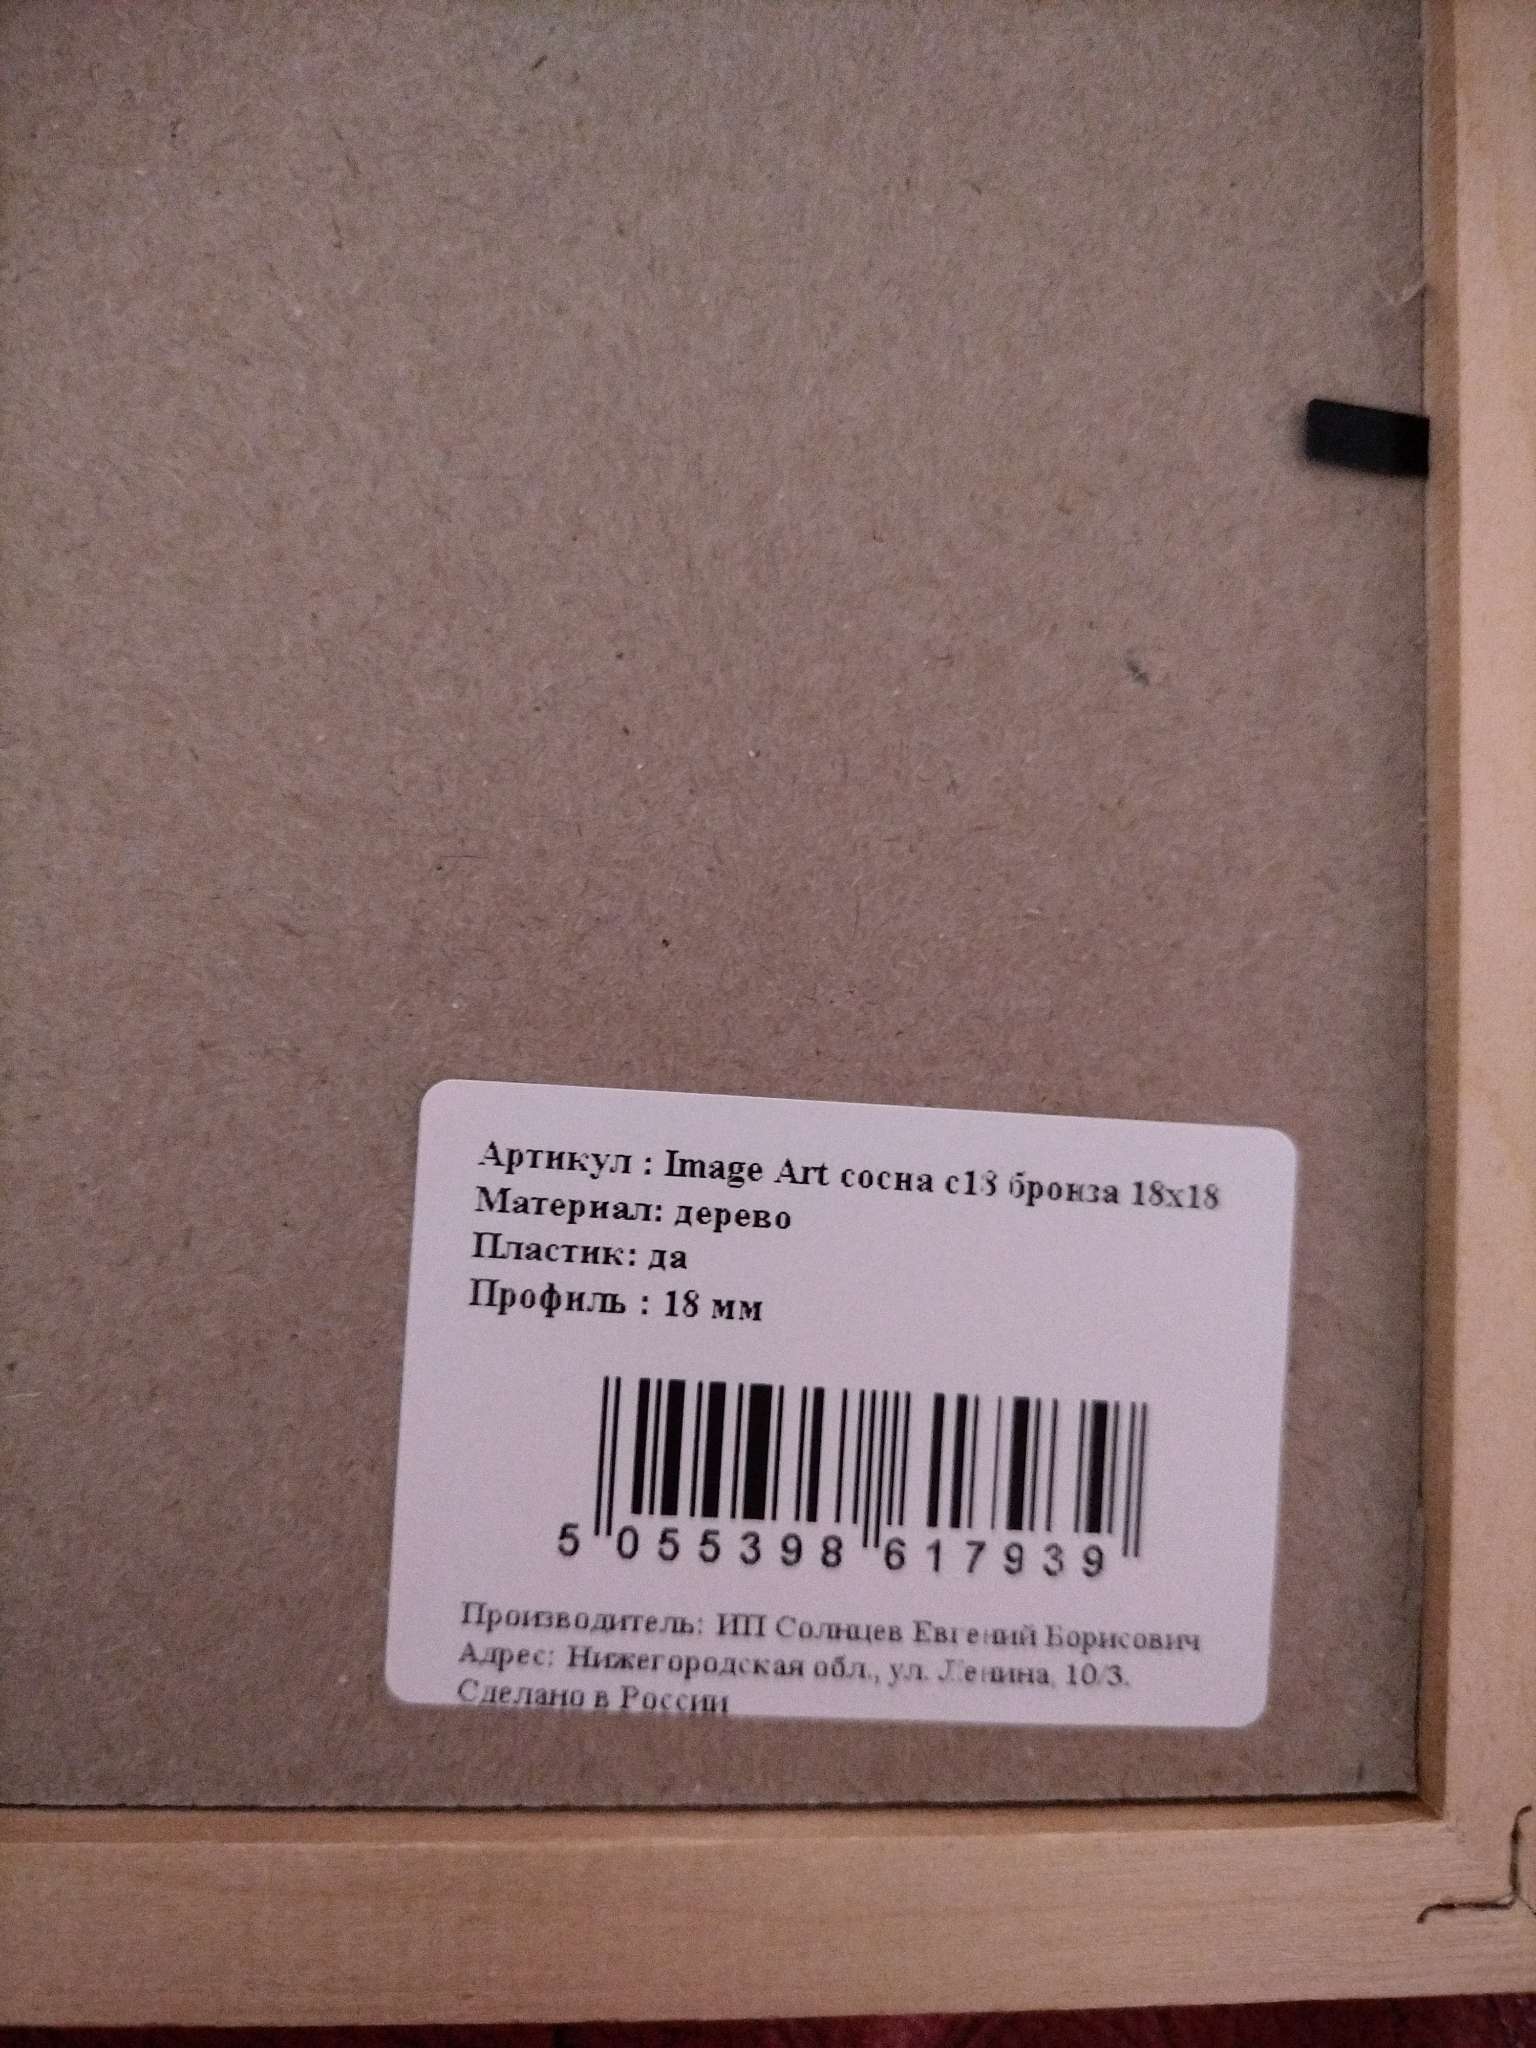 Артикул : Image Art сосна с18 бронза 18х18
Материал: дерево
Пластик: да
Профиль : 18 мм
5 055398 617939
Производитель: ИП Солнцев Евгений Борисович
Адрес: Нижегородская обл., ул. Ленина, 10/3.
Сделано в России